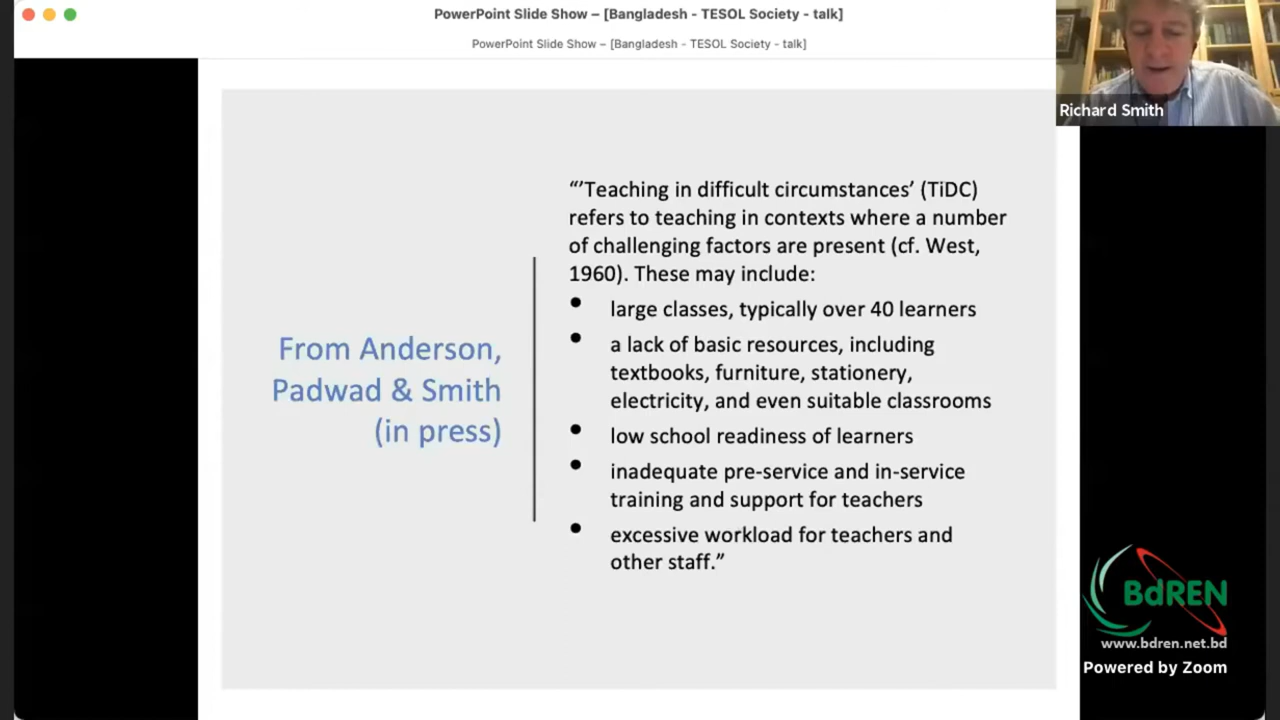 PowerPoint Slide Show – [Bangladesh - TESOL Society - talk]
PowerPoint Slide Show – [Bangladesh - TESOL Society - talk]
Richard Smith
From Anderson,
Padwad & Smith
(in press)
“’Teaching in difficult circumstances’ (TiDC)
refers to teaching in contexts where a number
of challenging factors are present (cf. West,
1960). These may include:
• large classes, typically over 40 learners
• a lack of basic resources, including
textbooks, furniture, stationery,
electricity, and even suitable classrooms
• low school readiness of learners
• inadequate pre-service and in-service
training and support for teachers
• excessive workload for teachers and
other staff.”
BdREN
www.bdren.net.bd
Powered by Zoom